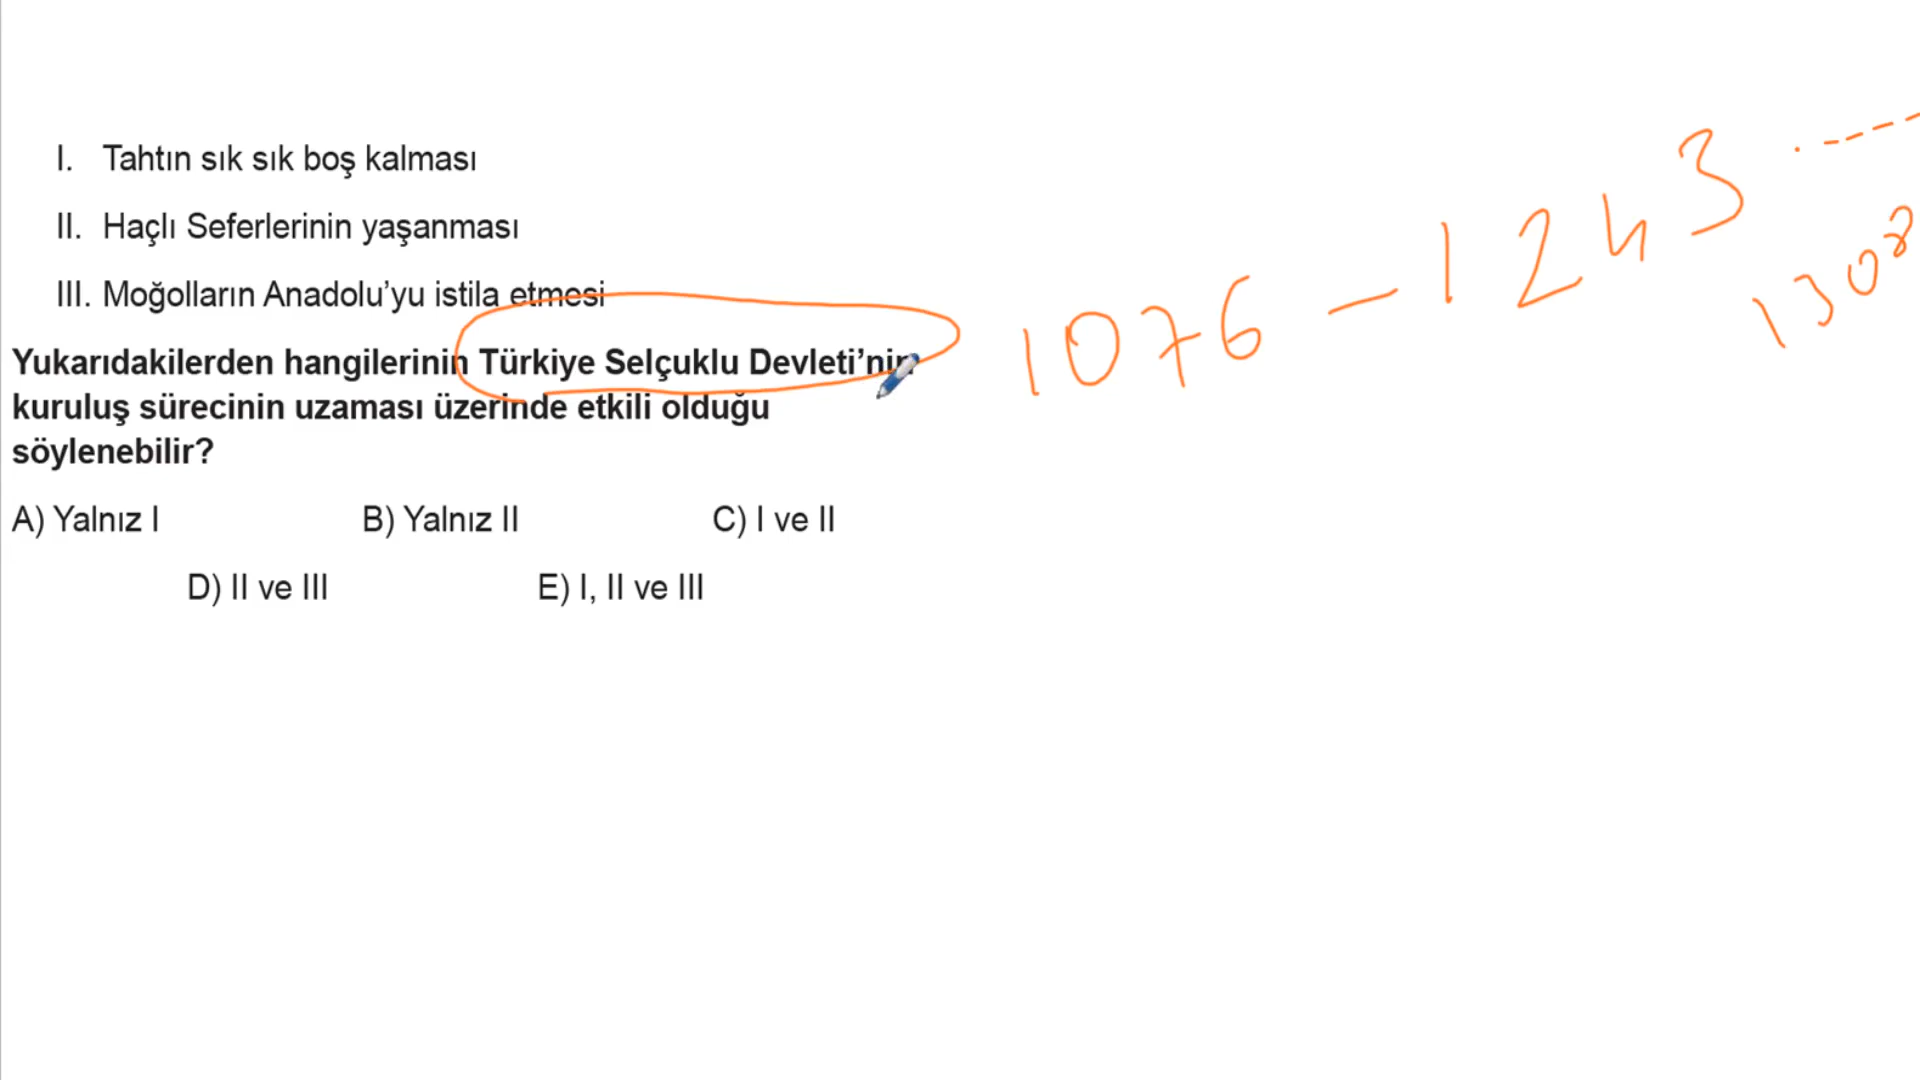 I. Tahtın sık sık boş kalması
II. Haçlı Seferlerinin yaşanması
III. Moğolların Anadolu'yu istila etmesi
Yukarıdakilerden hangilerinin Türkiye Selçuklu Devleti'nin
kuruluş sürecinin uzaması üzerinde etkili olduğu
söylenebilir?
A) Yalnız I B) Yalnız II C) I ve II
D) II ve III E) I, II ve III
1076 - 1243 ------
1308